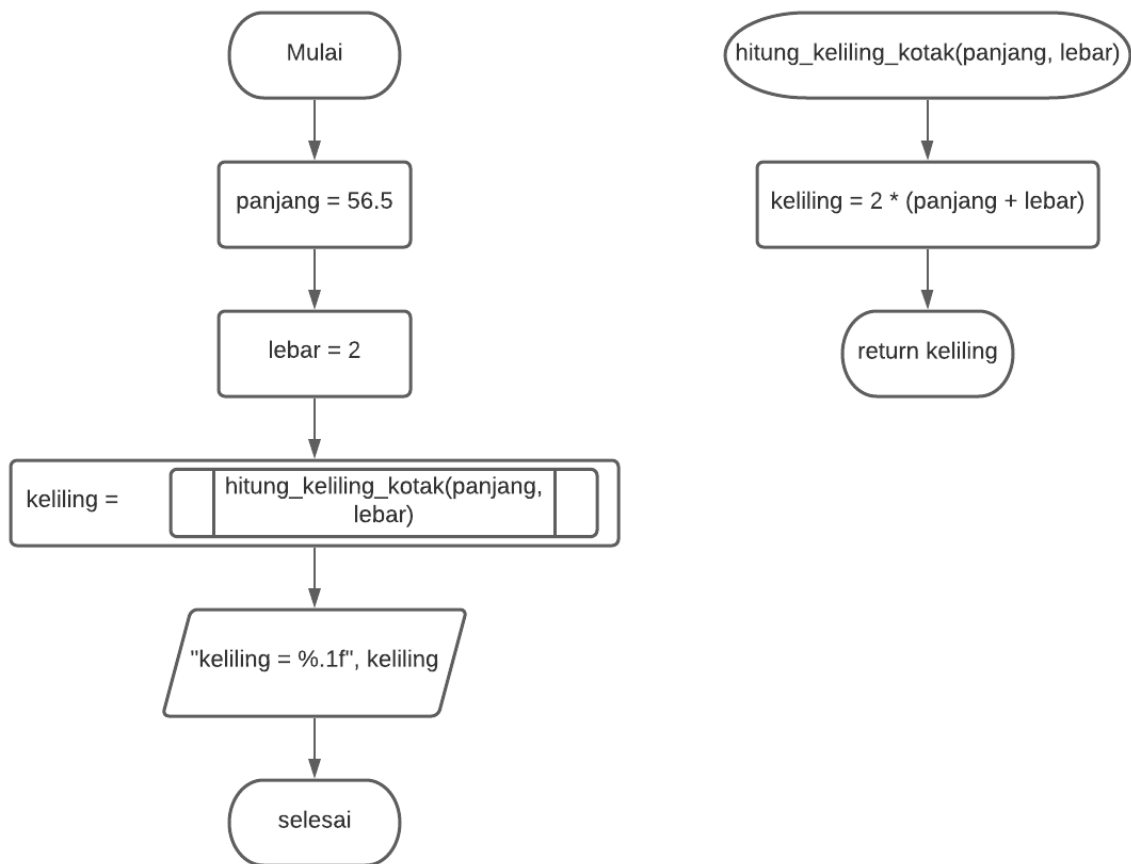 Mulai
panjang = 56.5
lebar = 2
keliling =
hitung_keliling_kotak(panjang,
lebar)
"keliling = %.1f", keliling
selesai
hitung_keliling_kotak(panjang, lebar)
keliling = 2 * (panjang + lebar)
return keliling